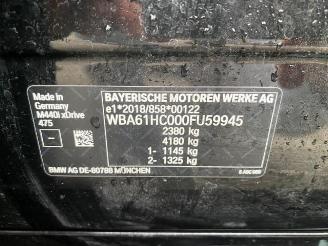 Made in
Germany
M440i xDrive
475
BAYERISCHE MOTOREN WERKE AG
e1*2018/858*00122
WBA61HC000FU59945
2380 kg
4180 kg
1- 1145 kg
2- 1325 kg
BMW AG DE-80788 MÜNCHEN